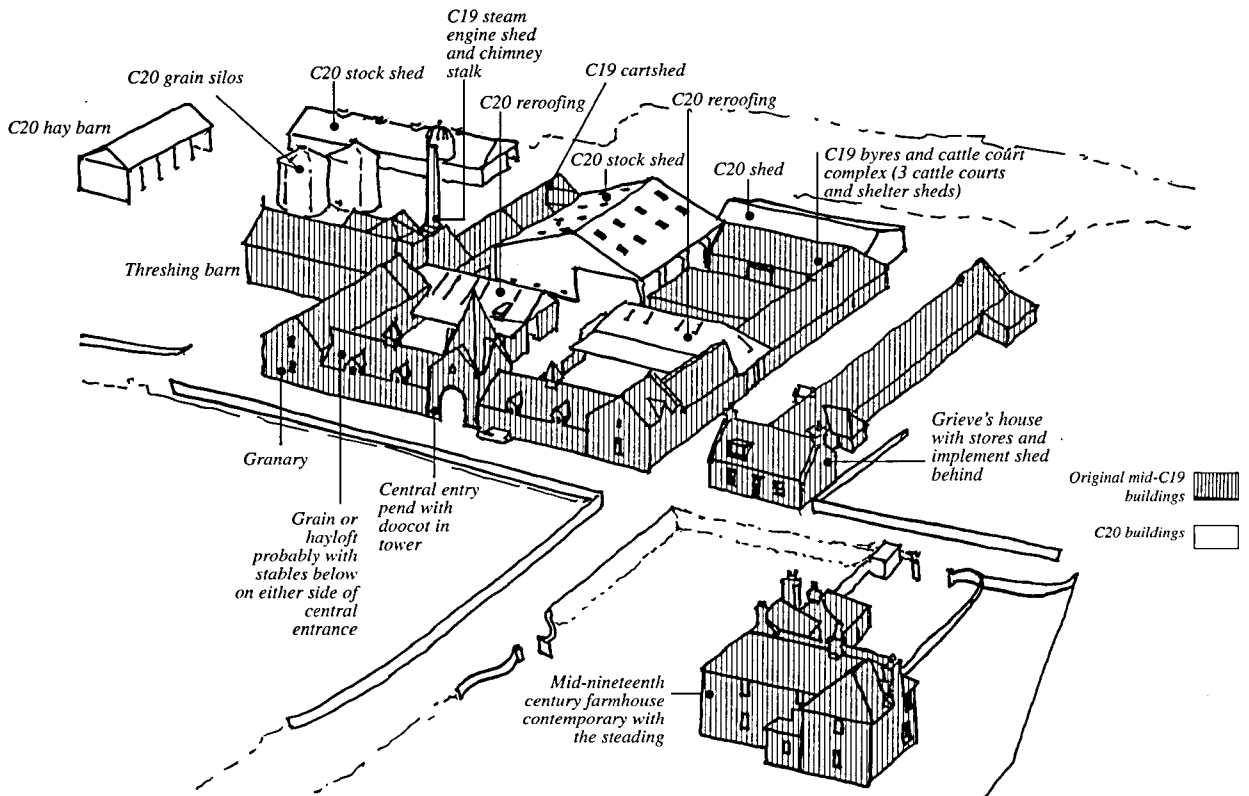 C19 steam
engine shed
and chimney
stalk
C20 grain silos
C20 stock shed
C19 cartshed
C20 reroofing
C20 reroofing
C20 hay barn
C20 stock shed
C20 shed
C19 byres and cattle court
complex (3 cattle courts
and shelter sheds)
Threshing barn
Granary
Grain or
hayloft
probably with
stables below
on either side of
central
entrance
Central entry
pend with
doocot in
tower
Grieve's house
with stores and
implement shed
behind
Original mid-C19
buildings
C20 buildings
Mid-nineteenth
century farmhouse
contemporary with
the steading